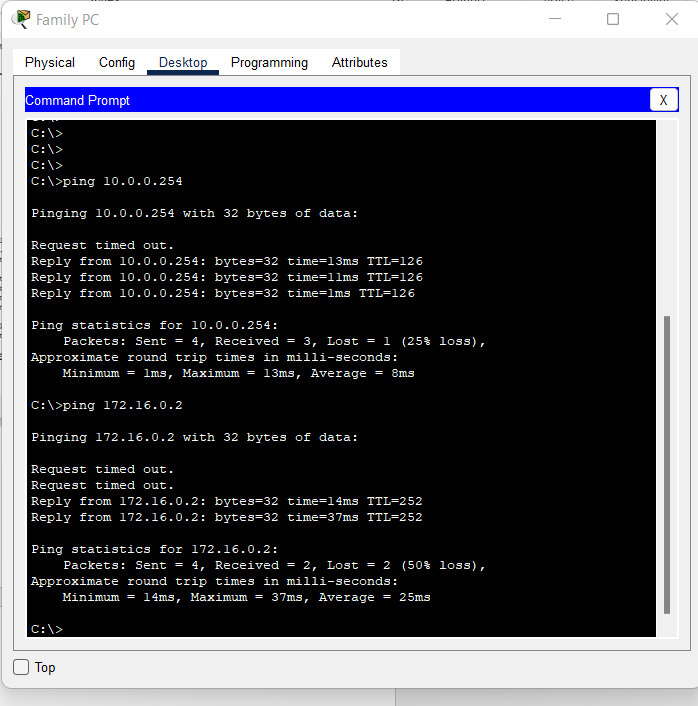 Family PC
Physical Config Desktop Programming Attributes
Command Prompt X
C:\>
C:\>
C:\>
C:\>ping 10.0.0.254
Pinging 10.0.0.254 with 32 bytes of data:
Request timed out.
Reply from 10.0.0.254: bytes=32 time=13ms TTL=126
Reply from 10.0.0.254: bytes=32 time=11ms TTL=126
Reply from 10.0.0.254: bytes=32 time=1ms TTL=126
Ping statistics for 10.0.0.254:
Packets: Sent = 4, Received = 3, Lost = 1 (25% loss),
Approximate round trip times in milli-seconds:
Minimum = 1ms, Maximum = 13ms, Average = 8ms
C:\>ping 172.16.0.2
Pinging 172.16.0.2 with 32 bytes of data:
Request timed out.
Request timed out.
Reply from 172.16.0.2: bytes=32 time=14ms TTL=252
Reply from 172.16.0.2: bytes=32 time=37ms TTL=252
Ping statistics for 172.16.0.2:
Packets: Sent = 4, Received = 2, Lost = 2 (50% loss),
Approximate round trip times in milli-seconds:
Minimum = 14ms, Maximum = 37ms, Average = 25ms
C:\>
Top